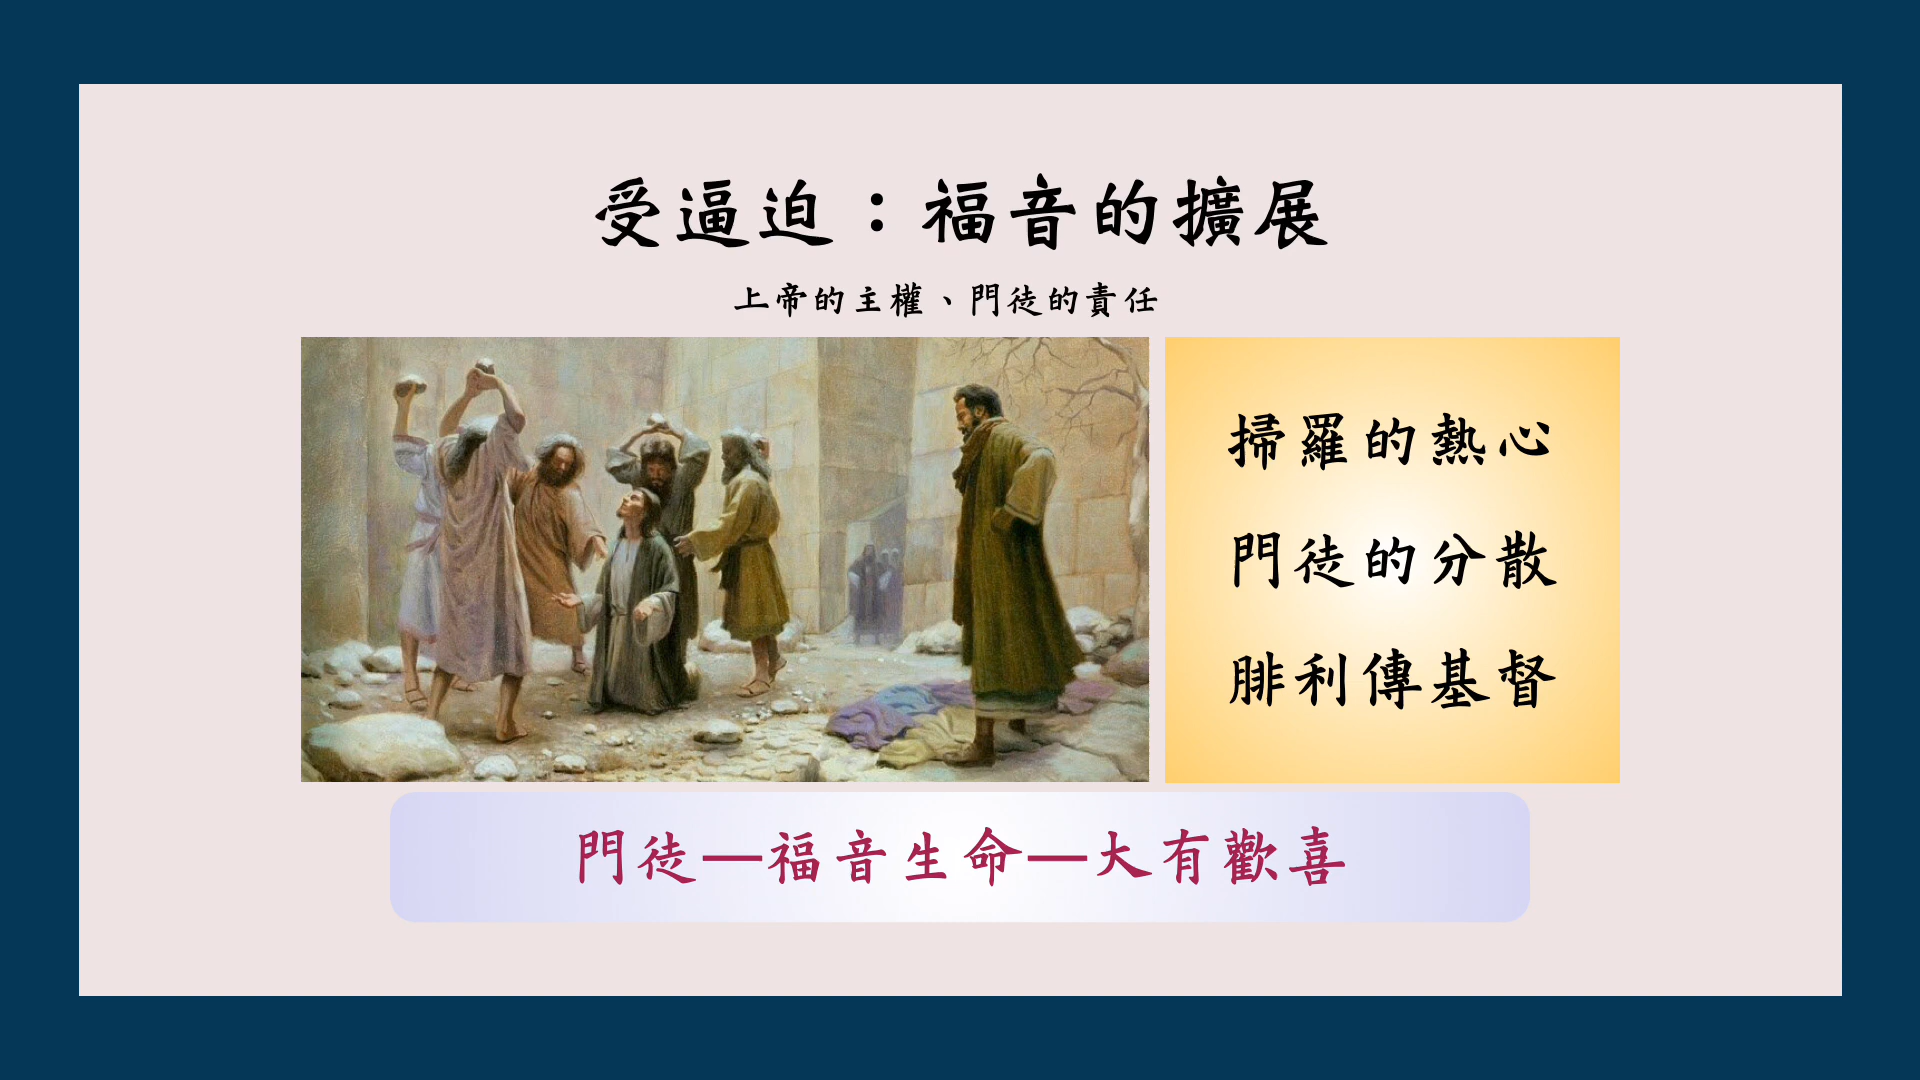 受逼迫：福音的擴展
上帝的主權、門徒的責任
掃羅的熱心
門徒的分散
腓利傳基督
門徒—福音生命—大有歡喜